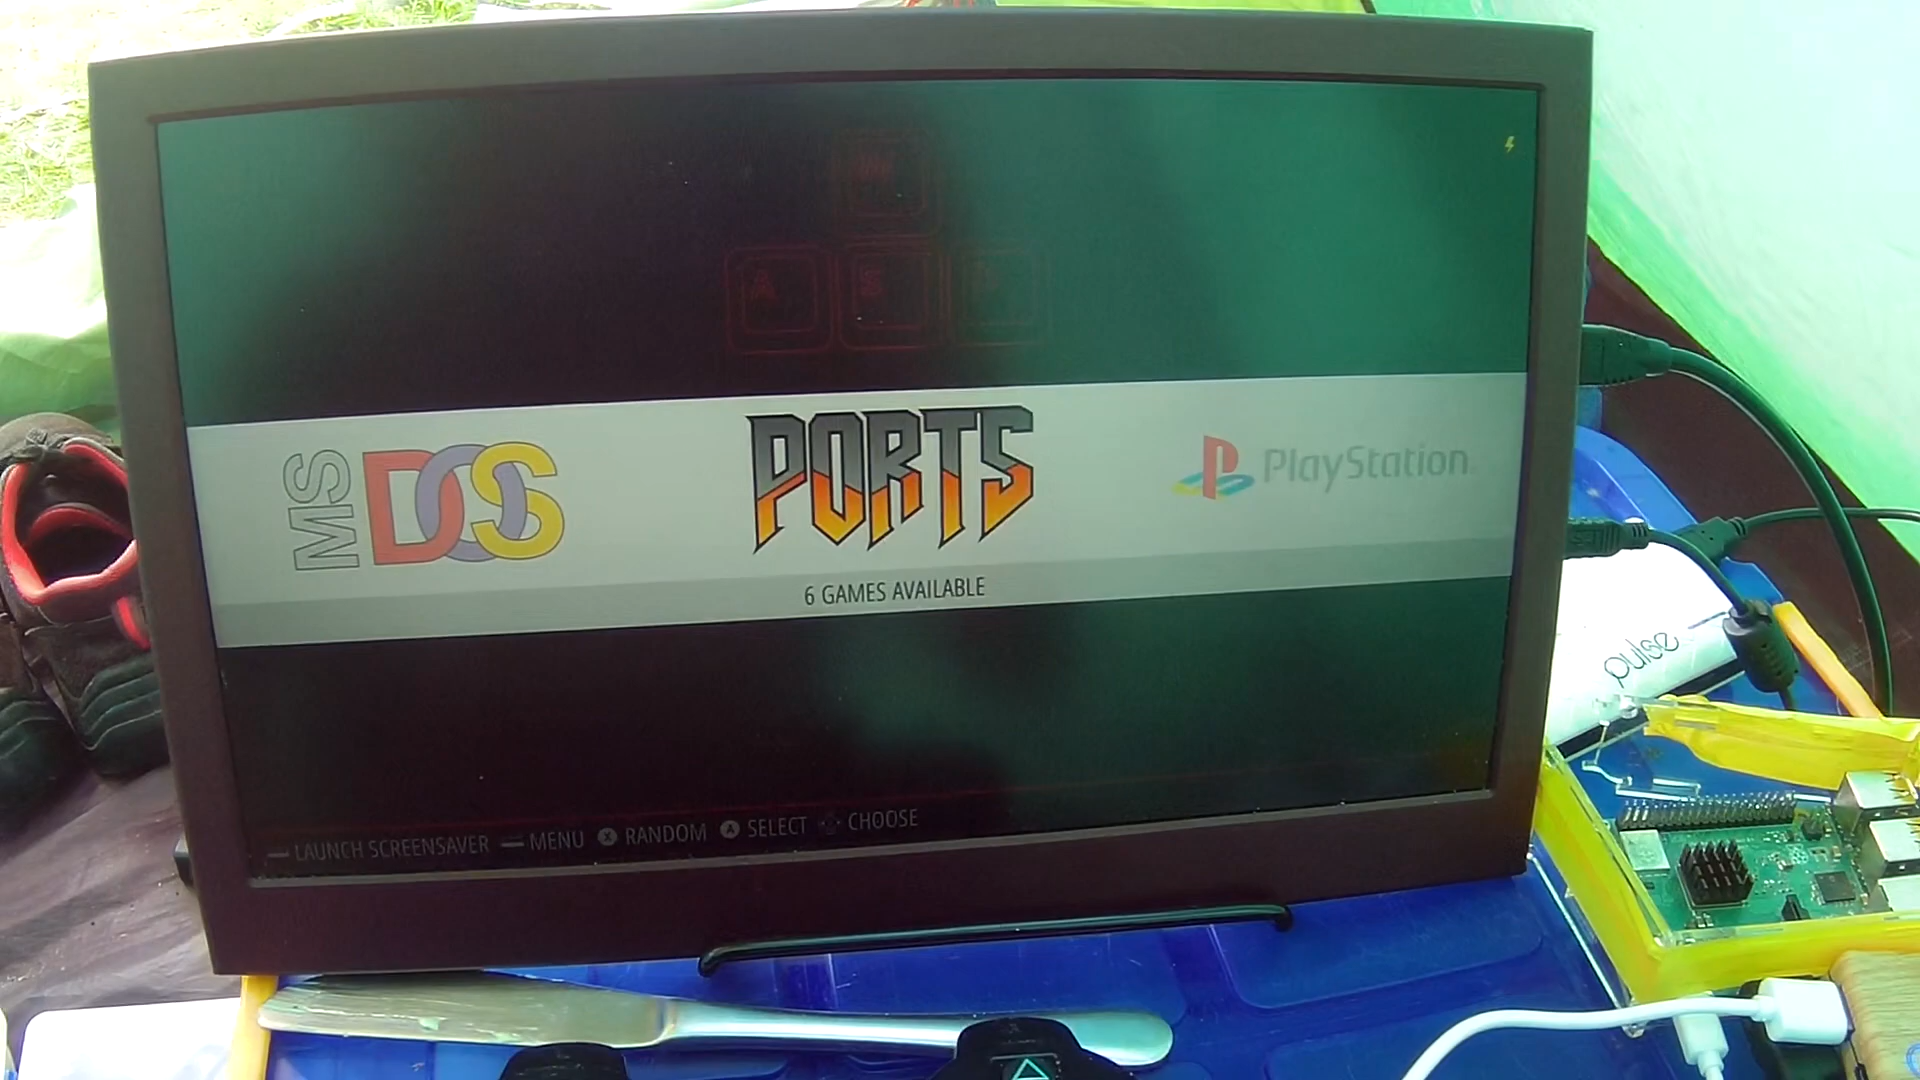 A
S
MS DOS
PORTS
PlayStation
6 GAMES AVAILABLE
pulse
LAUNCH SCREENSAVER MENU X RANDOM A SELECT CHOOSE